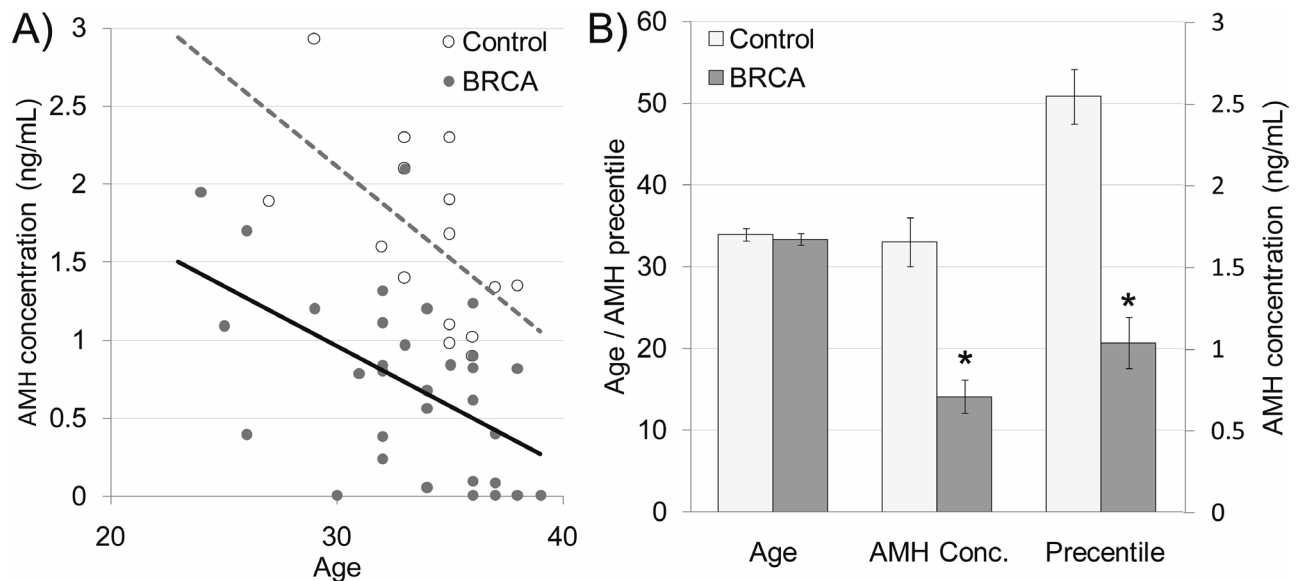 A)
AMH concentration (ng/mL)
3
2.5
2
1.5
1
0.5
0
20
30
40
Age
Control
BRCA
B)
Age / AMH precentile
60
50
40
30
20
10
0
Control
BRCA
*
*
Age
AMH Conc.
Precentile
3
2.5
2
1.5
1
0.5
0
AMH concentration (ng/mL)